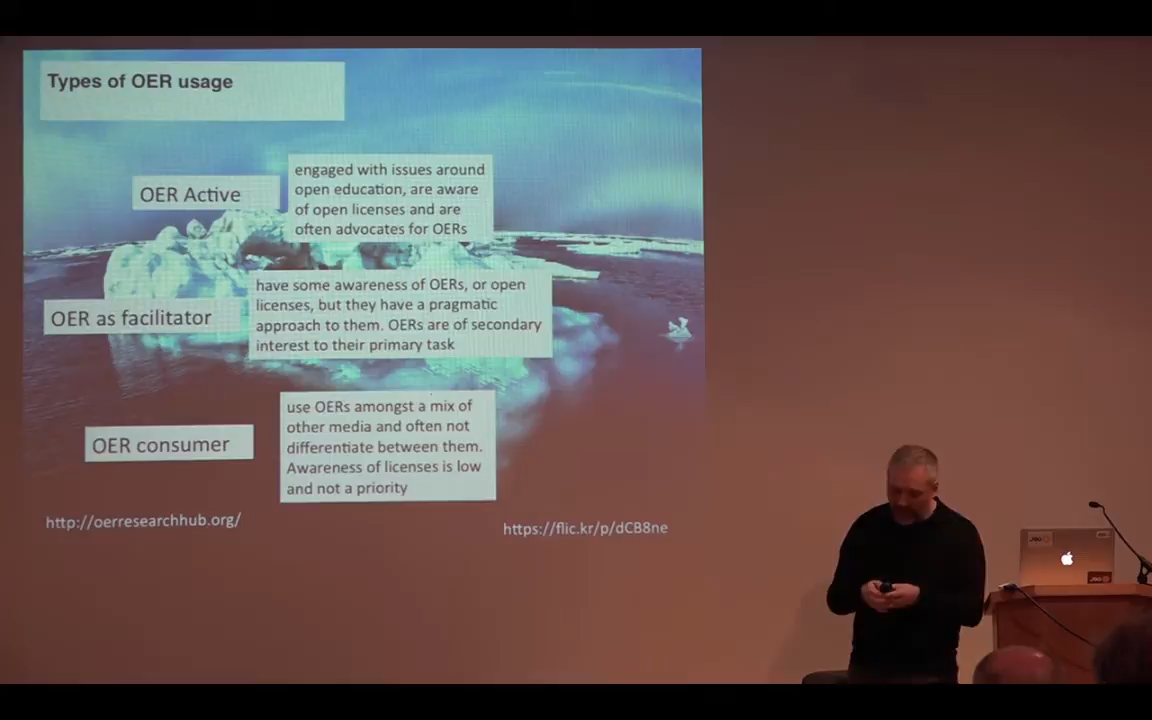 Types of OER usage
OER Active
engaged with issues around
open education, are aware
of open licenses and are
often advocates for OERs
OER as facilitator
have some awareness of OERs, or open
licenses, but they have a pragmatic
approach to them. OERs are of secondary
interest to their primary task
OER consumer
use OERs amongst a mix of
other media and often not
differentiate between them.
Awareness of licenses is low
and not a priority
http://oerresearchhub.org/
https://flic.kr/p/dCB8ne